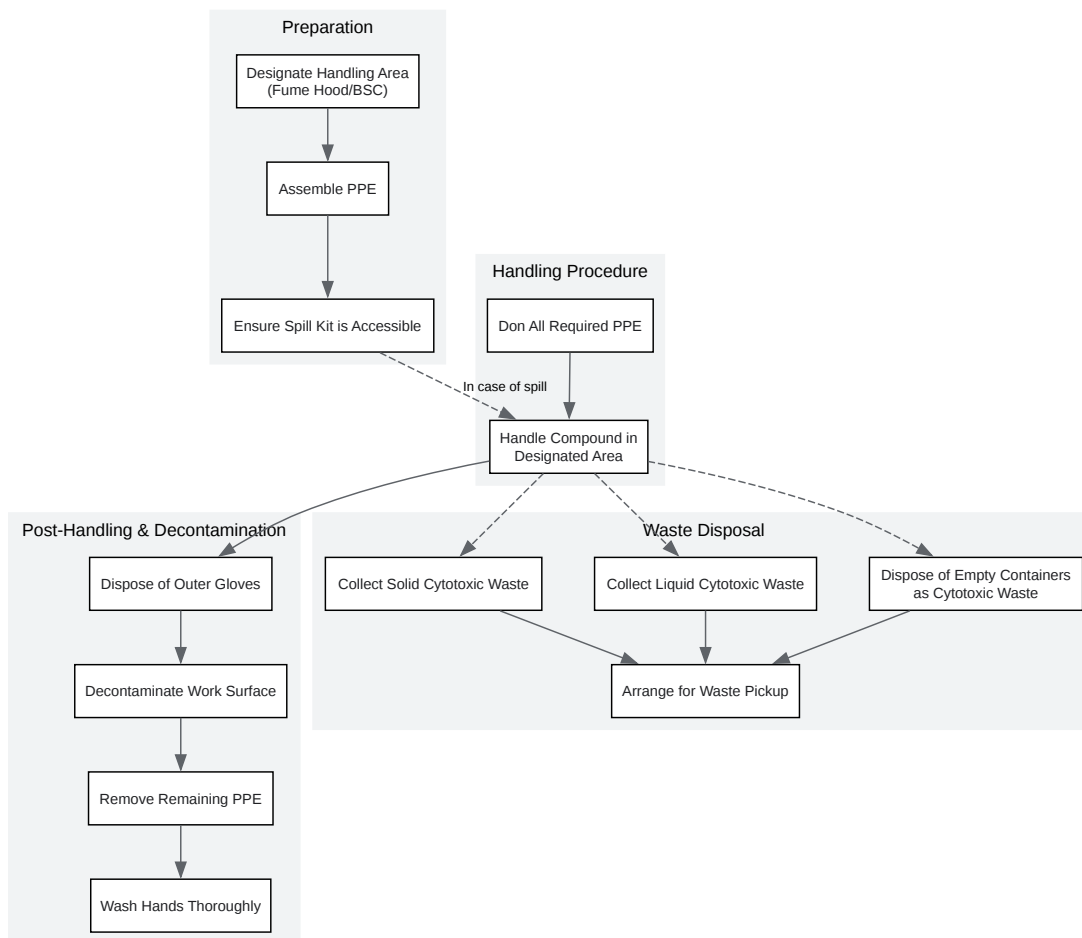 Preparation
Designate Handling Area
(Fume Hood/BSC)
Assemble PPE
Ensure Spill Kit is Accessible
Handling Procedure
Don All Required PPE
In case of spill
Handle Compound in
Designated Area
Post-Handling & Decontamination
Dispose of Outer Gloves
Decontaminate Work Surface
Remove Remaining PPE
Wash Hands Thoroughly
Waste Disposal
Collect Solid Cytotoxic Waste
Collect Liquid Cytotoxic Waste
Dispose of Empty Containers
as Cytotoxic Waste
Arrange for Waste Pickup